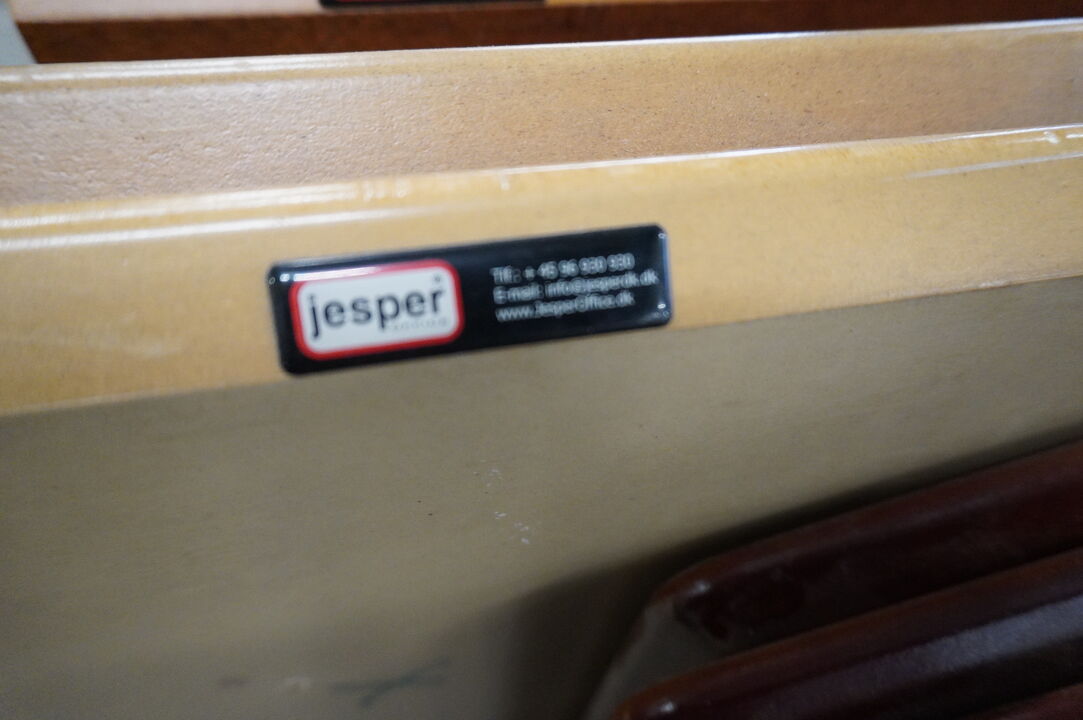 jesper
Tlf.: + 45 96 930 930
E-mail: info@jesperdk.dk
www.JesperOffice.dk